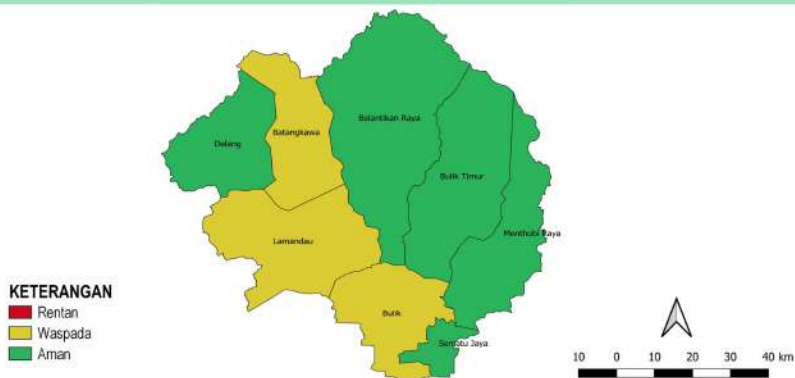 Batangkawa
Belantikan Raya
Delang
Bulik Timur
Menthobi Raya
Lamandau
Bulik
Sematu Jaya
KETERANGAN
Rentan
Waspada
Aman
10 0 10 20 30 40 km